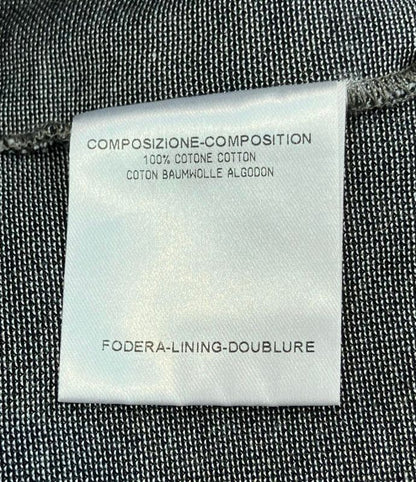 COMPOSIZIONE-COMPOSITION
100% COTONE COTTON
COTON BAUMWOLLE ALGODON
FODERA-LINING-DOUBLURE